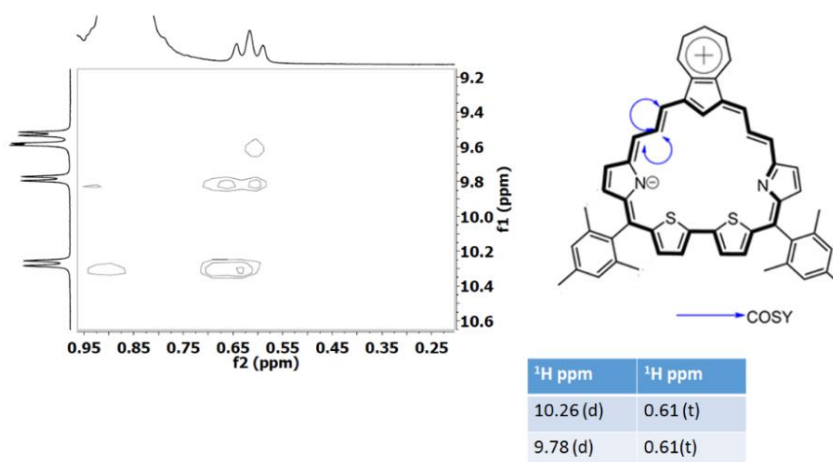 9.2
9.4
9.6
9.8
10.0
10.2
10.4
10.6
f1 (ppm)
0.95 0.85 0.75 0.65 0.55 0.45 0.35 0.25
f2 (ppm)
+
N⊖
N
S
S
COSY
¹H ppm ¹H ppm
10.26 (d) 0.61 (t)
9.78 (d) 0.61(t)